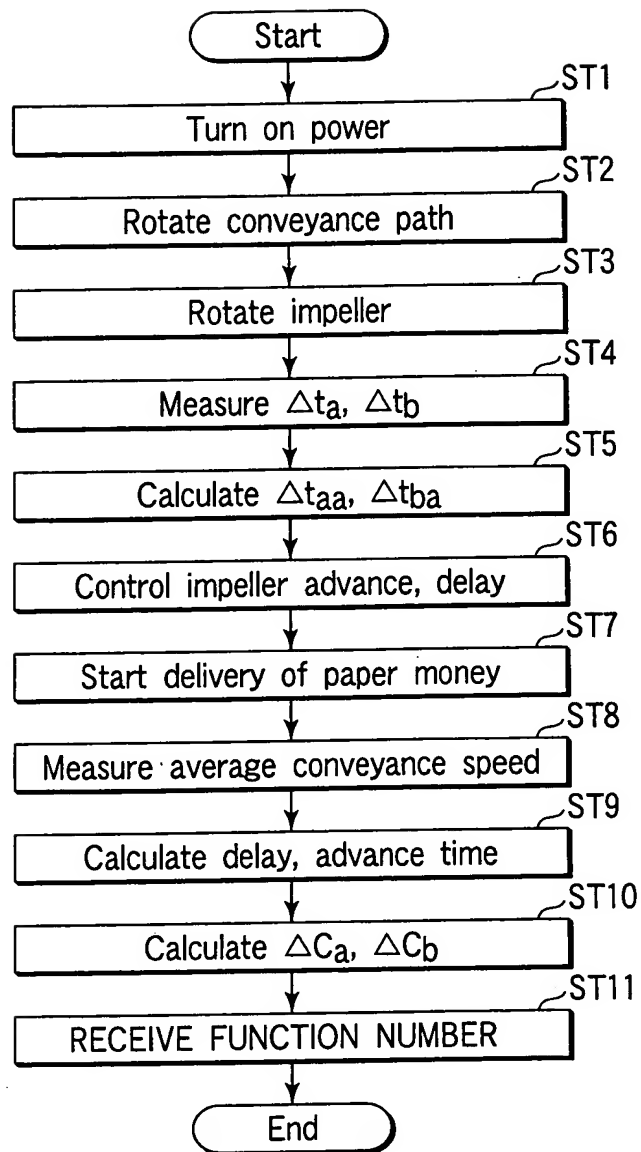 Start
ST1
Turn on power
ST2
Rotate conveyance path
ST3
Rotate impeller
ST4
Measure △ta, △tb
ST5
Calculate △taa, △tba
ST6
Control impeller advance, delay
ST7
Start delivery of paper money
ST8
Measure average conveyance speed
ST9
Calculate delay, advance time
ST10
Calculate △Ca, △Cb
ST11
RECEIVE FUNCTION NUMBER
End